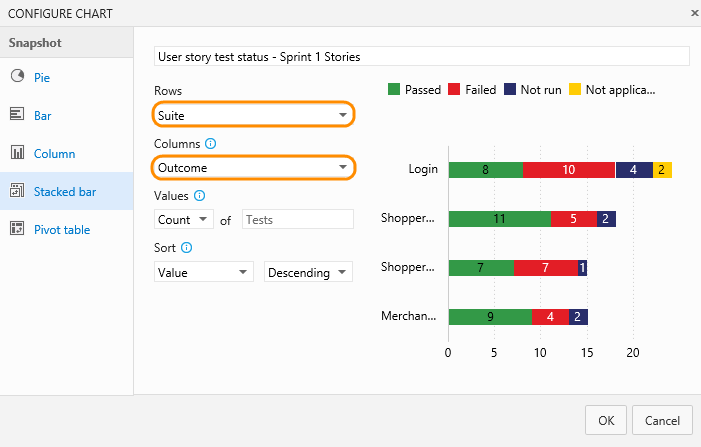 CONFIGURE CHART
×
Snapshot
Pie
Bar
Column
Stacked bar
Pivot table
User story test status - Sprint 1 Stories
Rows
Suite
Columns
Outcome
Values
Count of Tests
Sort
Value Descending
Passed Failed Not run Not applica...
Login 8 10 4 2
Shopper... 11 5 2
Shopper... 7 7 1
Merchan... 9 4 2
0 5 10 15 20
OK Cancel